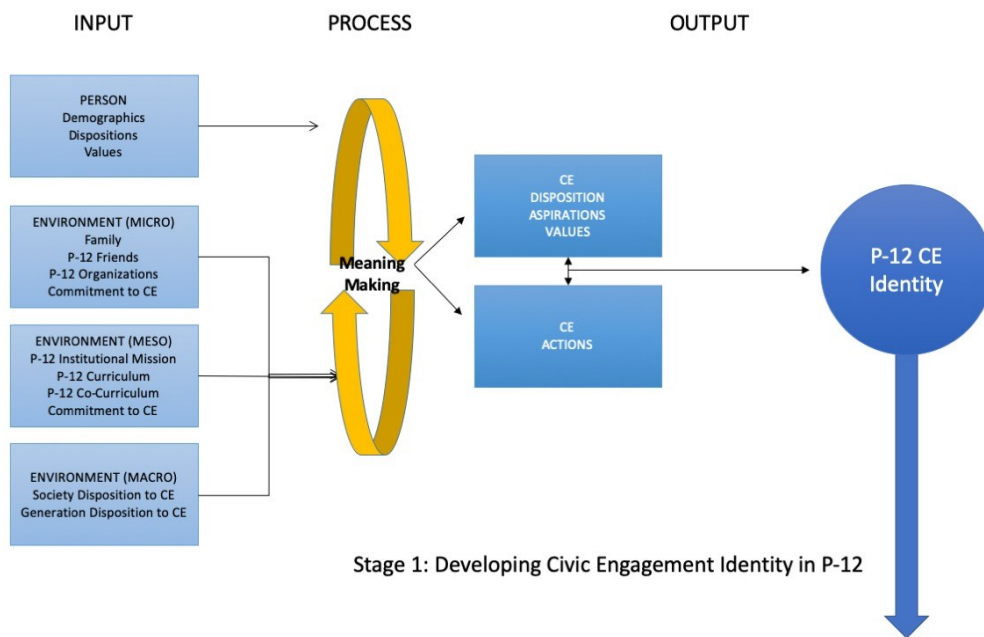 INPUT
PROCESS
OUTPUT
PERSON
Demographics
Dispositions
Values
ENVIRONMENT (MICRO)
Family
P-12 Friends
P-12 Organizations
Commitment to CE
ENVIRONMENT (MESO)
P-12 Institutional Mission
P-12 Curriculum
P-12 Co-Curriculum
Commitment to CE
ENVIRONMENT (MACRO)
Society Disposition to CE
Generation Disposition to CE
Meaning
Making
CE
DISPOSITION
ASPIRATIONS
VALUES
CE
ACTIONS
P-12 CE
Identity
Stage 1: Developing Civic Engagement Identity in P-12